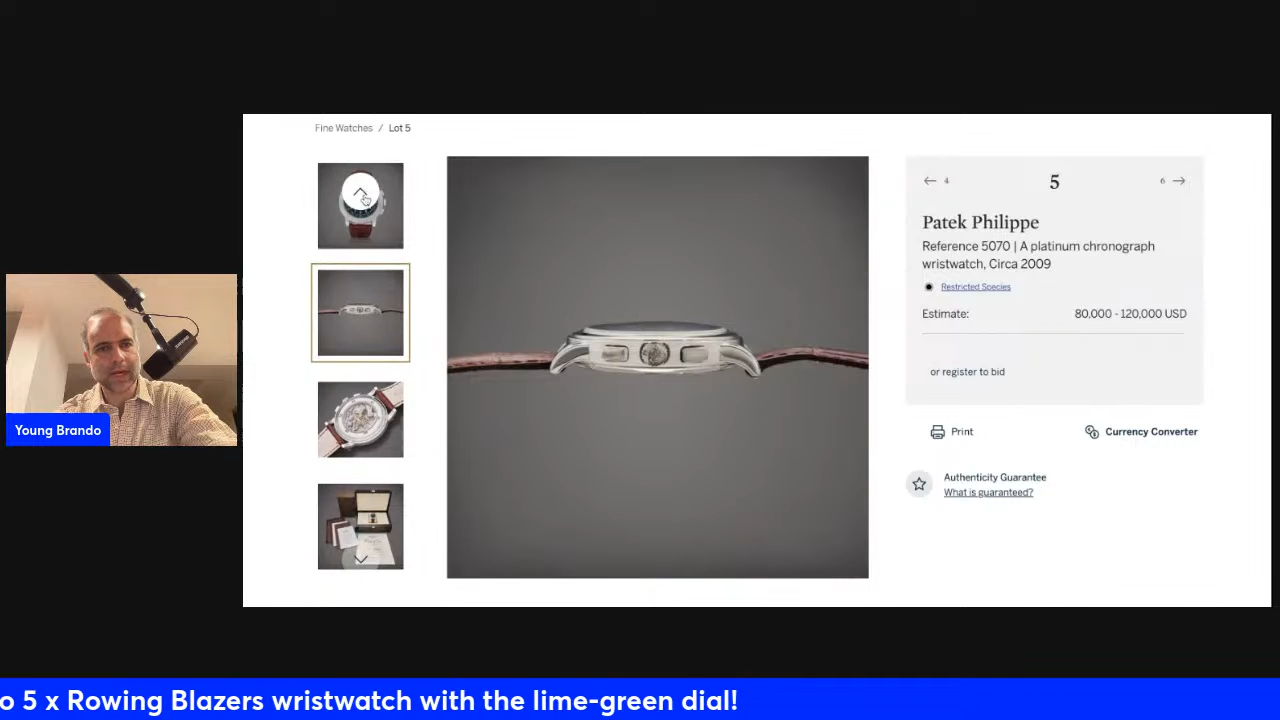 Fine Watches / Lot 5
← 4
5
6 →
Patek Philippe
Reference 5070 | A platinum chronograph
wristwatch, Circa 2009
Restricted Species
Estimate:
80,000 - 120,000 USD
or register to bid
Print
Currency Converter
Authenticity Guarantee
What is guaranteed?
Young Brando
o 5 x Rowing Blazers wristwatch with the lime-green dial!